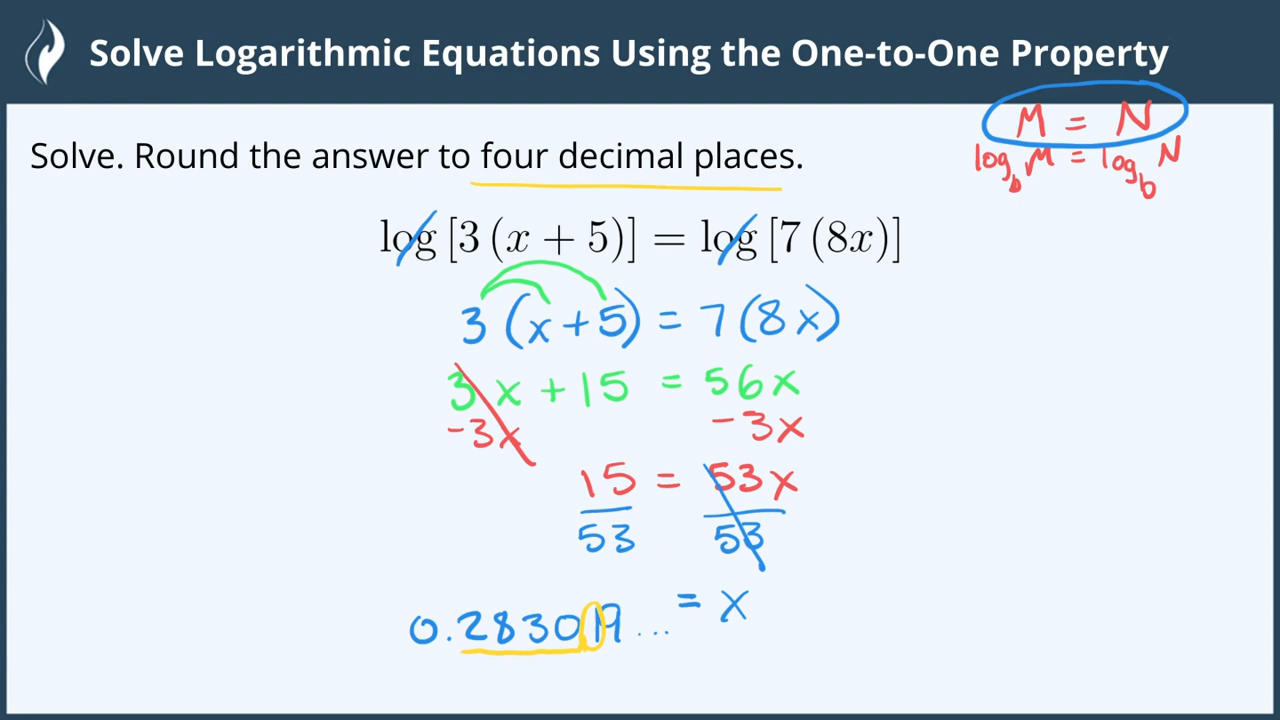 Solve Logarithmic Equations Using the One-to-One Property
M = N
Solve. Round the answer to four decimal places.
log_b M = log_b N
log [3 (x + 5)] = log [7 (8x)]
3 (x + 5) = 7 (8x)
3x + 15 = 56x
-3x -3x
15 = 53x
53 53
0.283019... = x